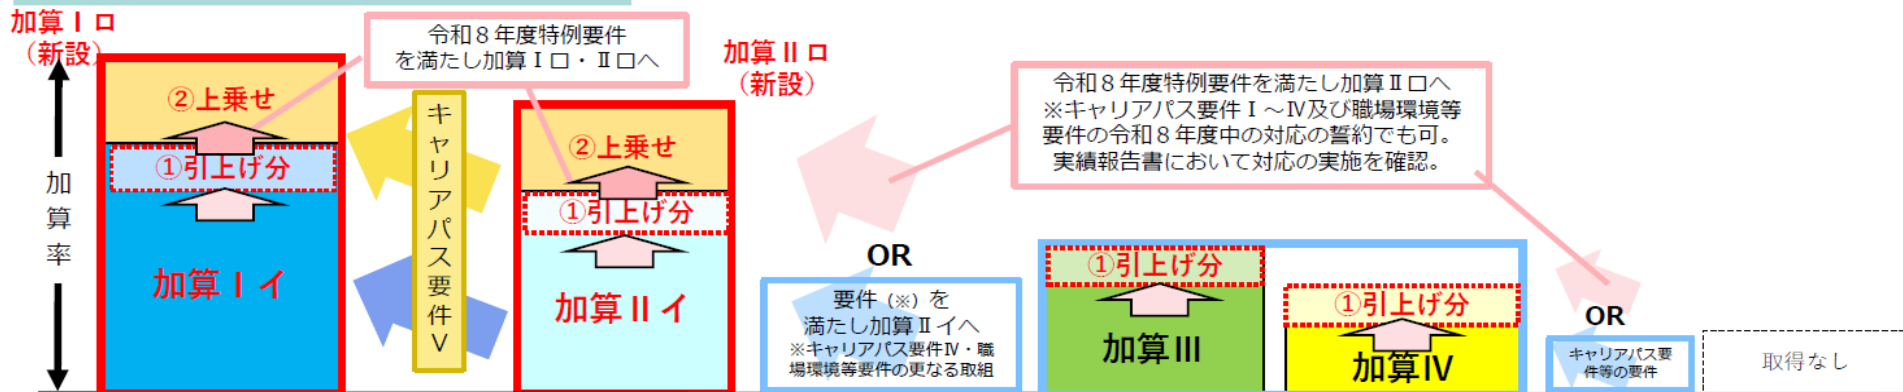 加算Ⅰロ
（新設）
令和８年度特例要件
を満たし加算Ⅰロ・Ⅱロへ
加算Ⅱロ
（新設）
令和８年度特例要件を満たし加算Ⅱロへ
※キャリアパス要件Ⅰ～Ⅳ及び職場環境等
要件の令和８年度中の対応の誓約でも可。
実績報告書において対応の実施を確認。
加算率
②上乗せ
①引上げ分
加算Ⅰイ
キャリアパス要件Ⅴ
②上乗せ
①引上げ分
加算Ⅱイ
OR
要件（※）を
満たし加算Ⅱイへ
※キャリアパス要件Ⅳ・職
場環境等要件の更なる取組
①引上げ分
加算Ⅲ
①引上げ分
加算Ⅳ
OR
キャリアパス要
件等の要件
取得なし